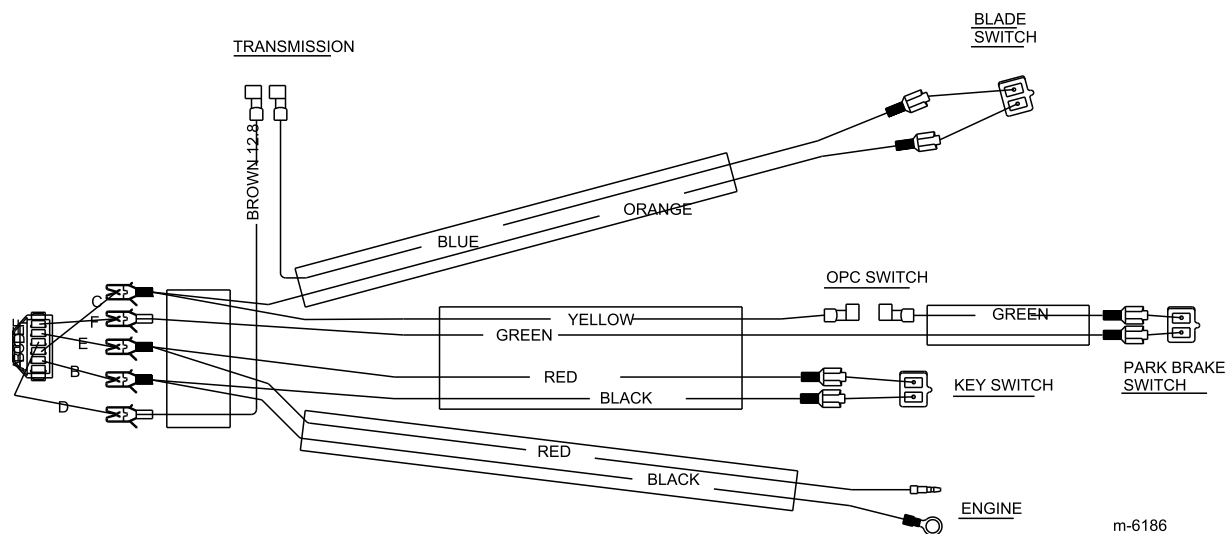 BLADE
SWITCH
TRANSMISSION
BROWN 12.8
ORANGE
BLUE
OPC SWITCH
C
F
YELLOW
GREEN
GREEN
E
B
RED
PARK BRAKE
SWITCH
KEY SWITCH
BLACK
D
RED
BLACK
ENGINE
m-6186